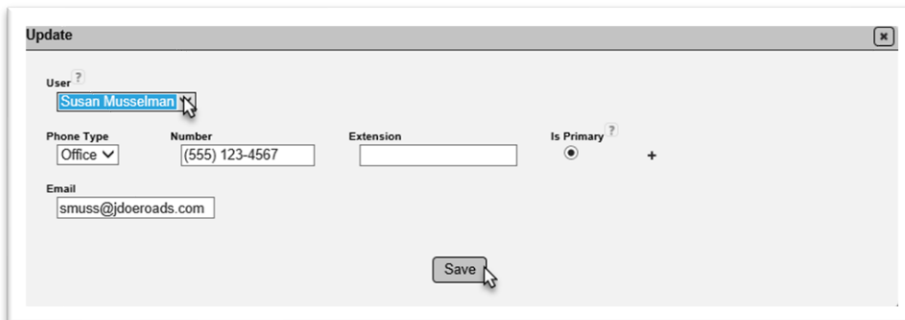 Update
User ?
Susan Musselman
Phone Type Number Extension Is Primary ?
Office (555) 123-4567 +
Email
smuss@jdoeroads.com
Save